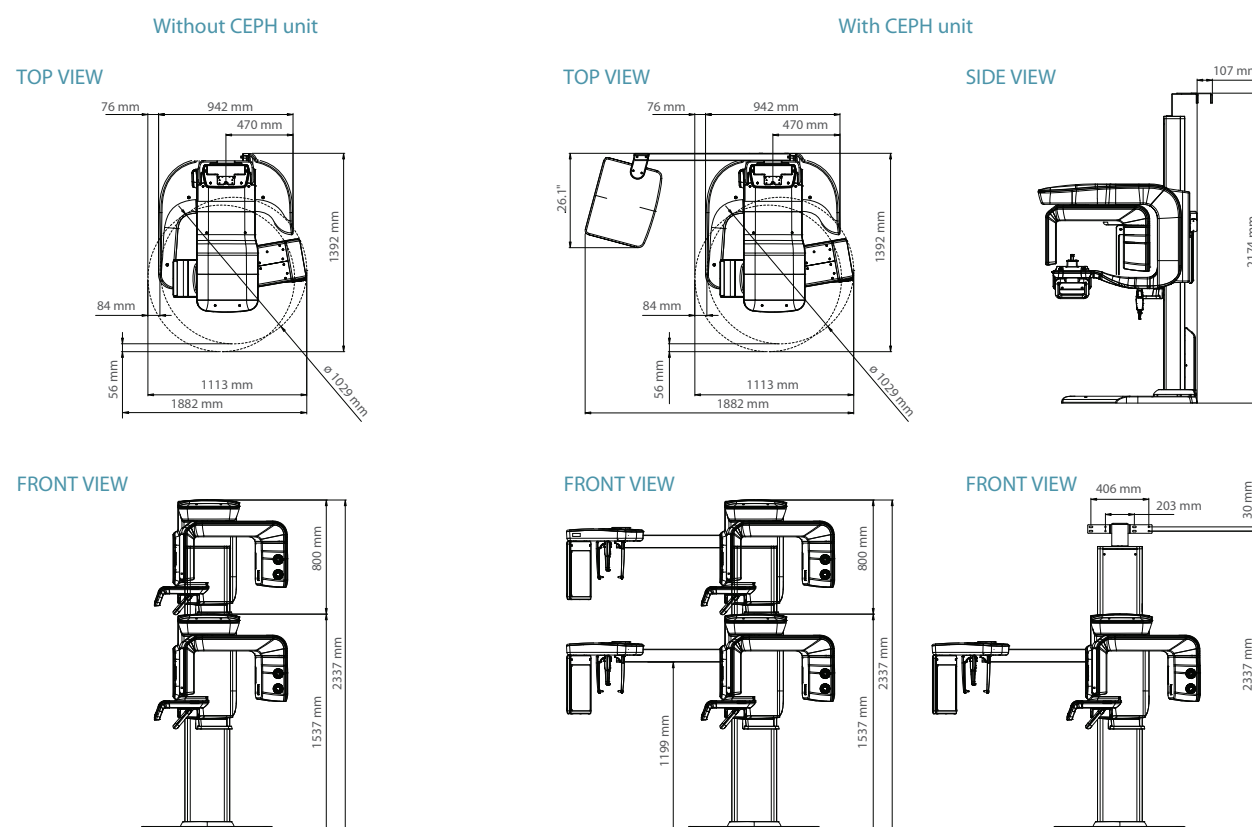 Without CEPH unit
With CEPH unit
TOP VIEW
76 mm
942 mm
470 mm
1392 mm
84 mm
56 mm
1113 mm
1882 mm
ø 1029 mm
TOP VIEW
76 mm
942 mm
470 mm
26.1"
1392 mm
84 mm
56 mm
1113 mm
1882 mm
ø 1029 mm
SIDE VIEW
107 mm
2174 mm
FRONT VIEW
800 mm
2337 mm
1537 mm
FRONT VIEW
800 mm
2337 mm
1537 mm
1199 mm
FRONT VIEW
406 mm
203 mm
30 mm
2337 mm